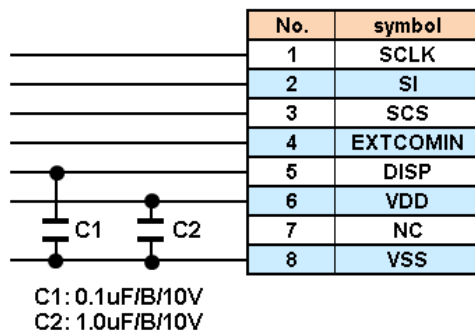 No. symbol
1 SCLK
2 SI
3 SCS
4 EXTCOMIN
5 DISP
6 VDD
7 NC
8 VSS
C1 C2
C1: 0.1uF/B/10V
C2: 1.0uF/B/10V